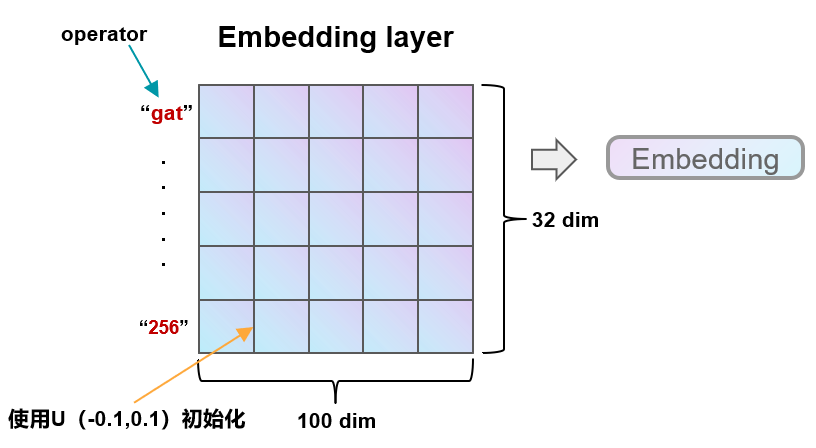 operator
Embedding layer
“gat”
Embedding
32 dim
“256”
使用U（-0.1,0.1）初始化
100 dim